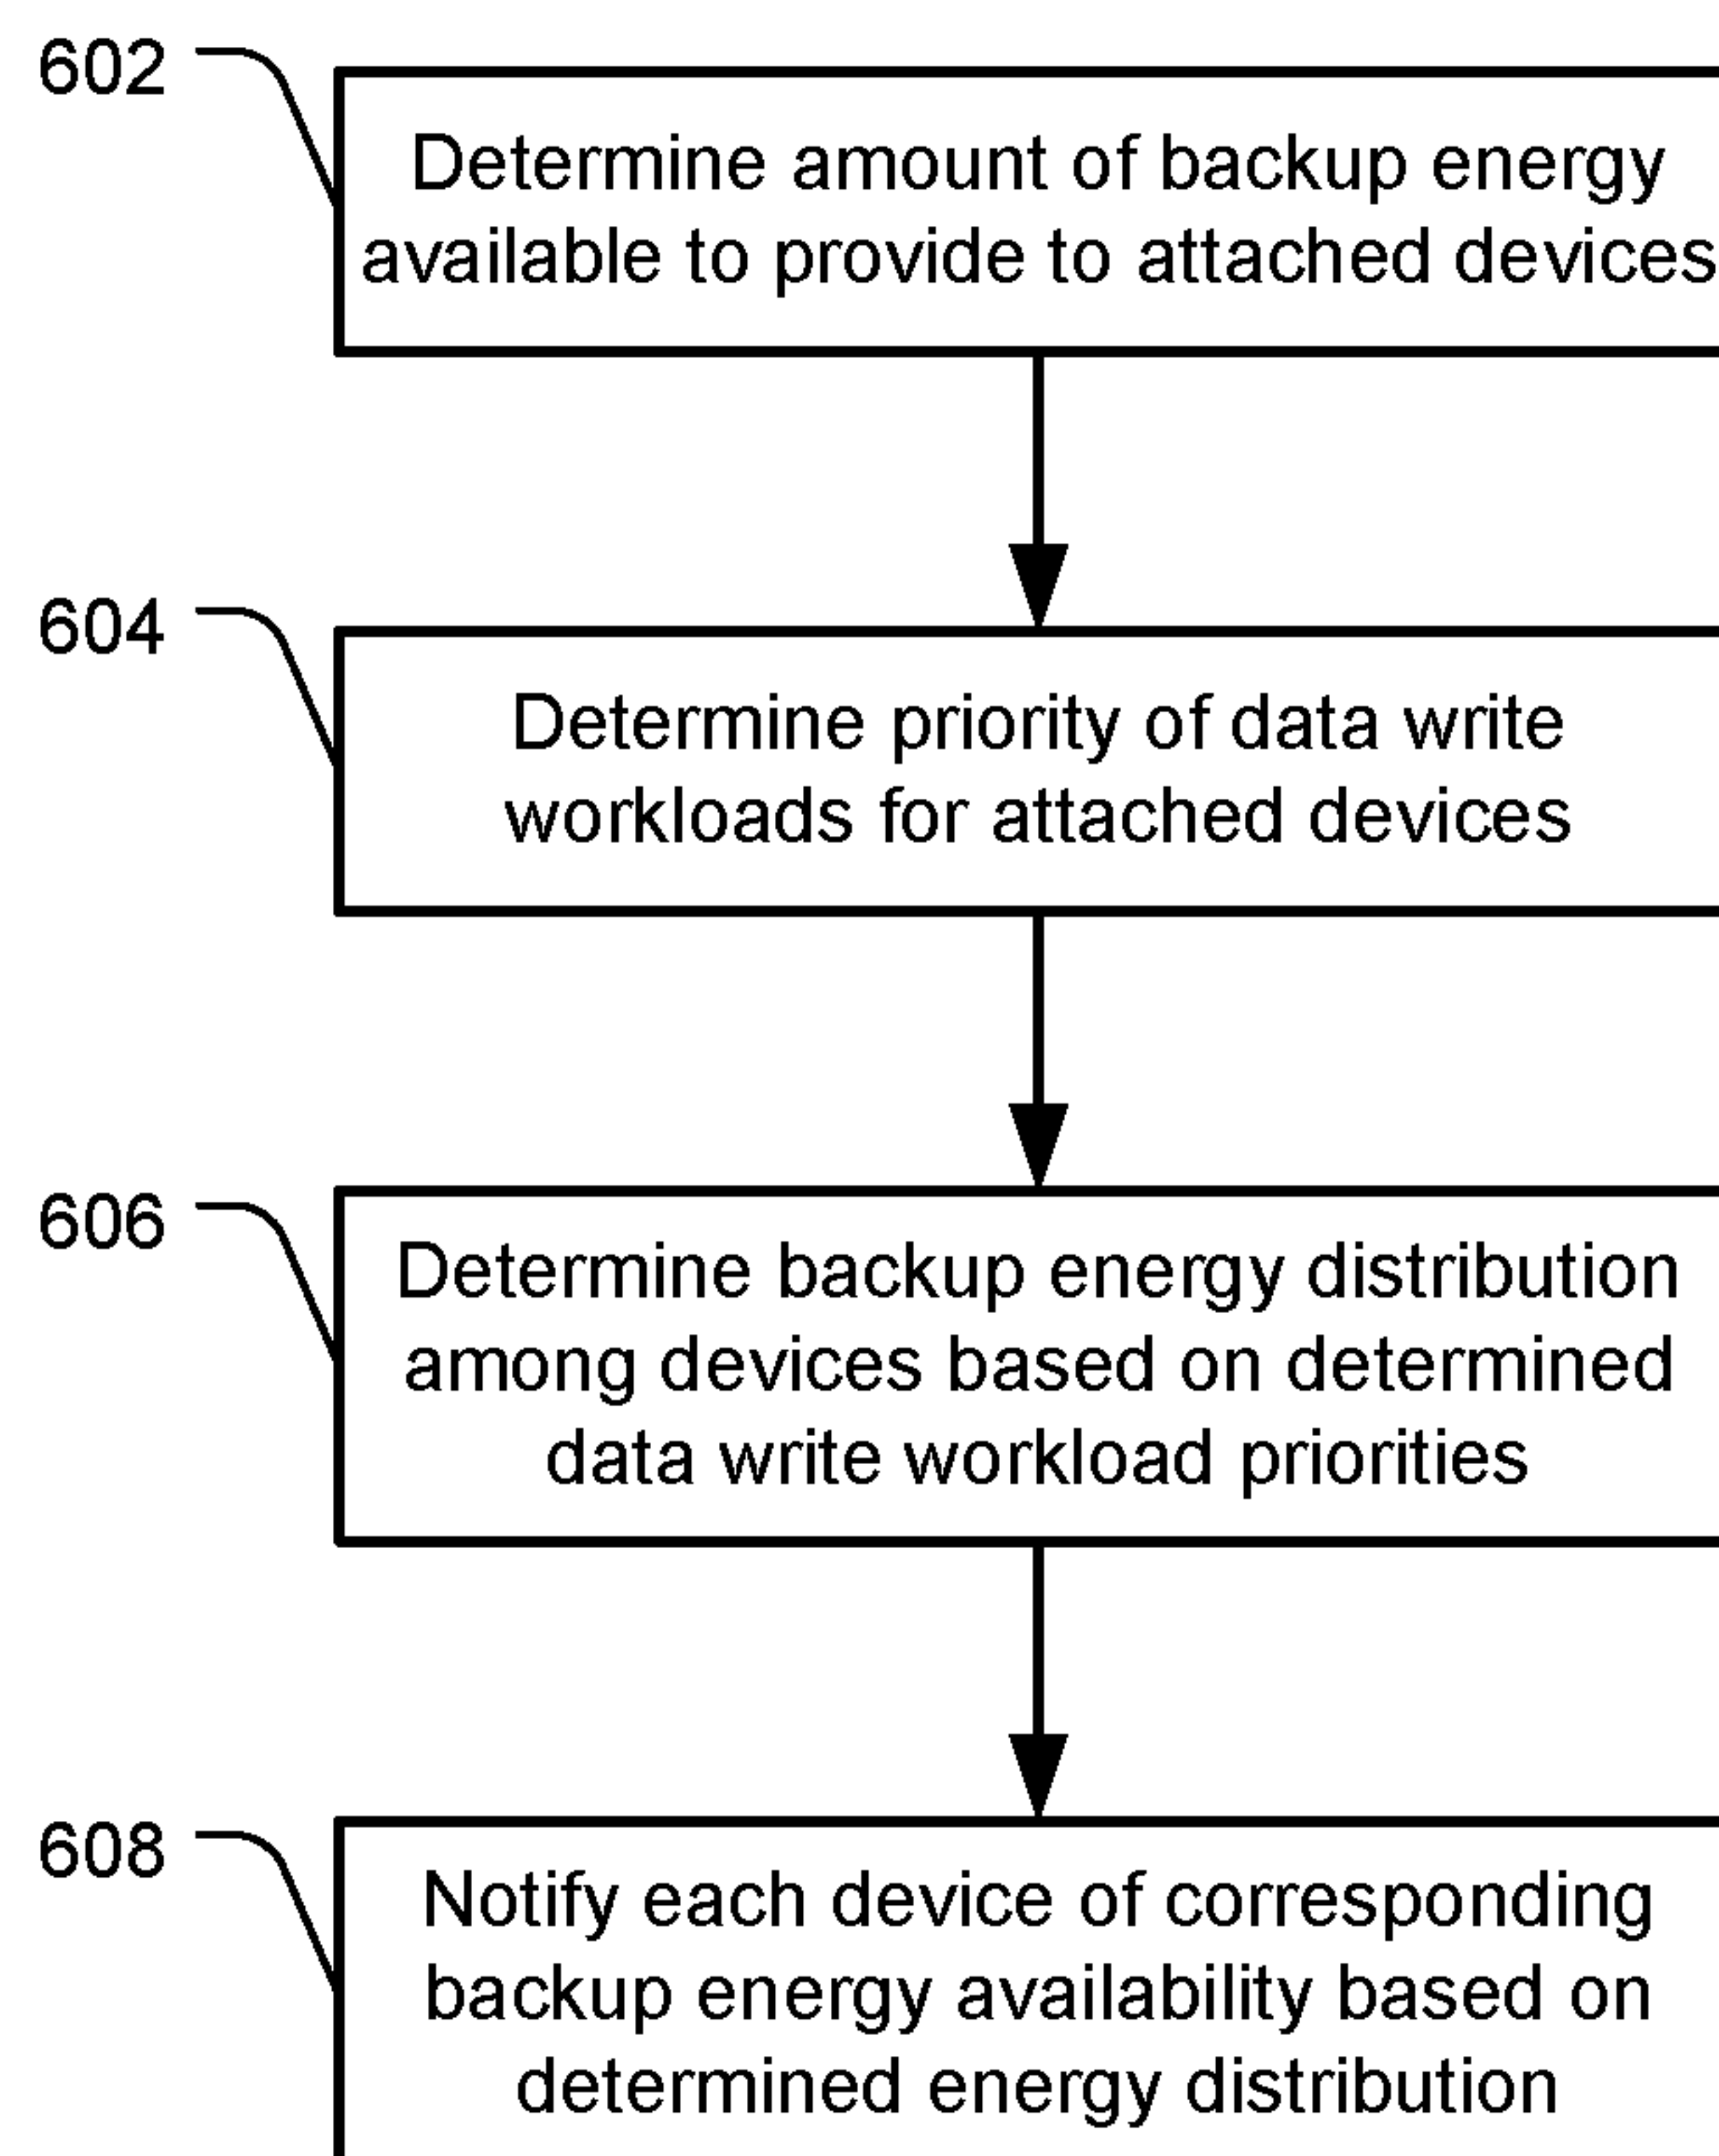 602
Determine amount of backup energy
available to provide to attached devices
604
Determine priority of data write
workloads for attached devices
606
Determine backup energy distribution
among devices based on determined
data write workload priorities
608
Notify each device of corresponding
backup energy availability based on
determined energy distribution